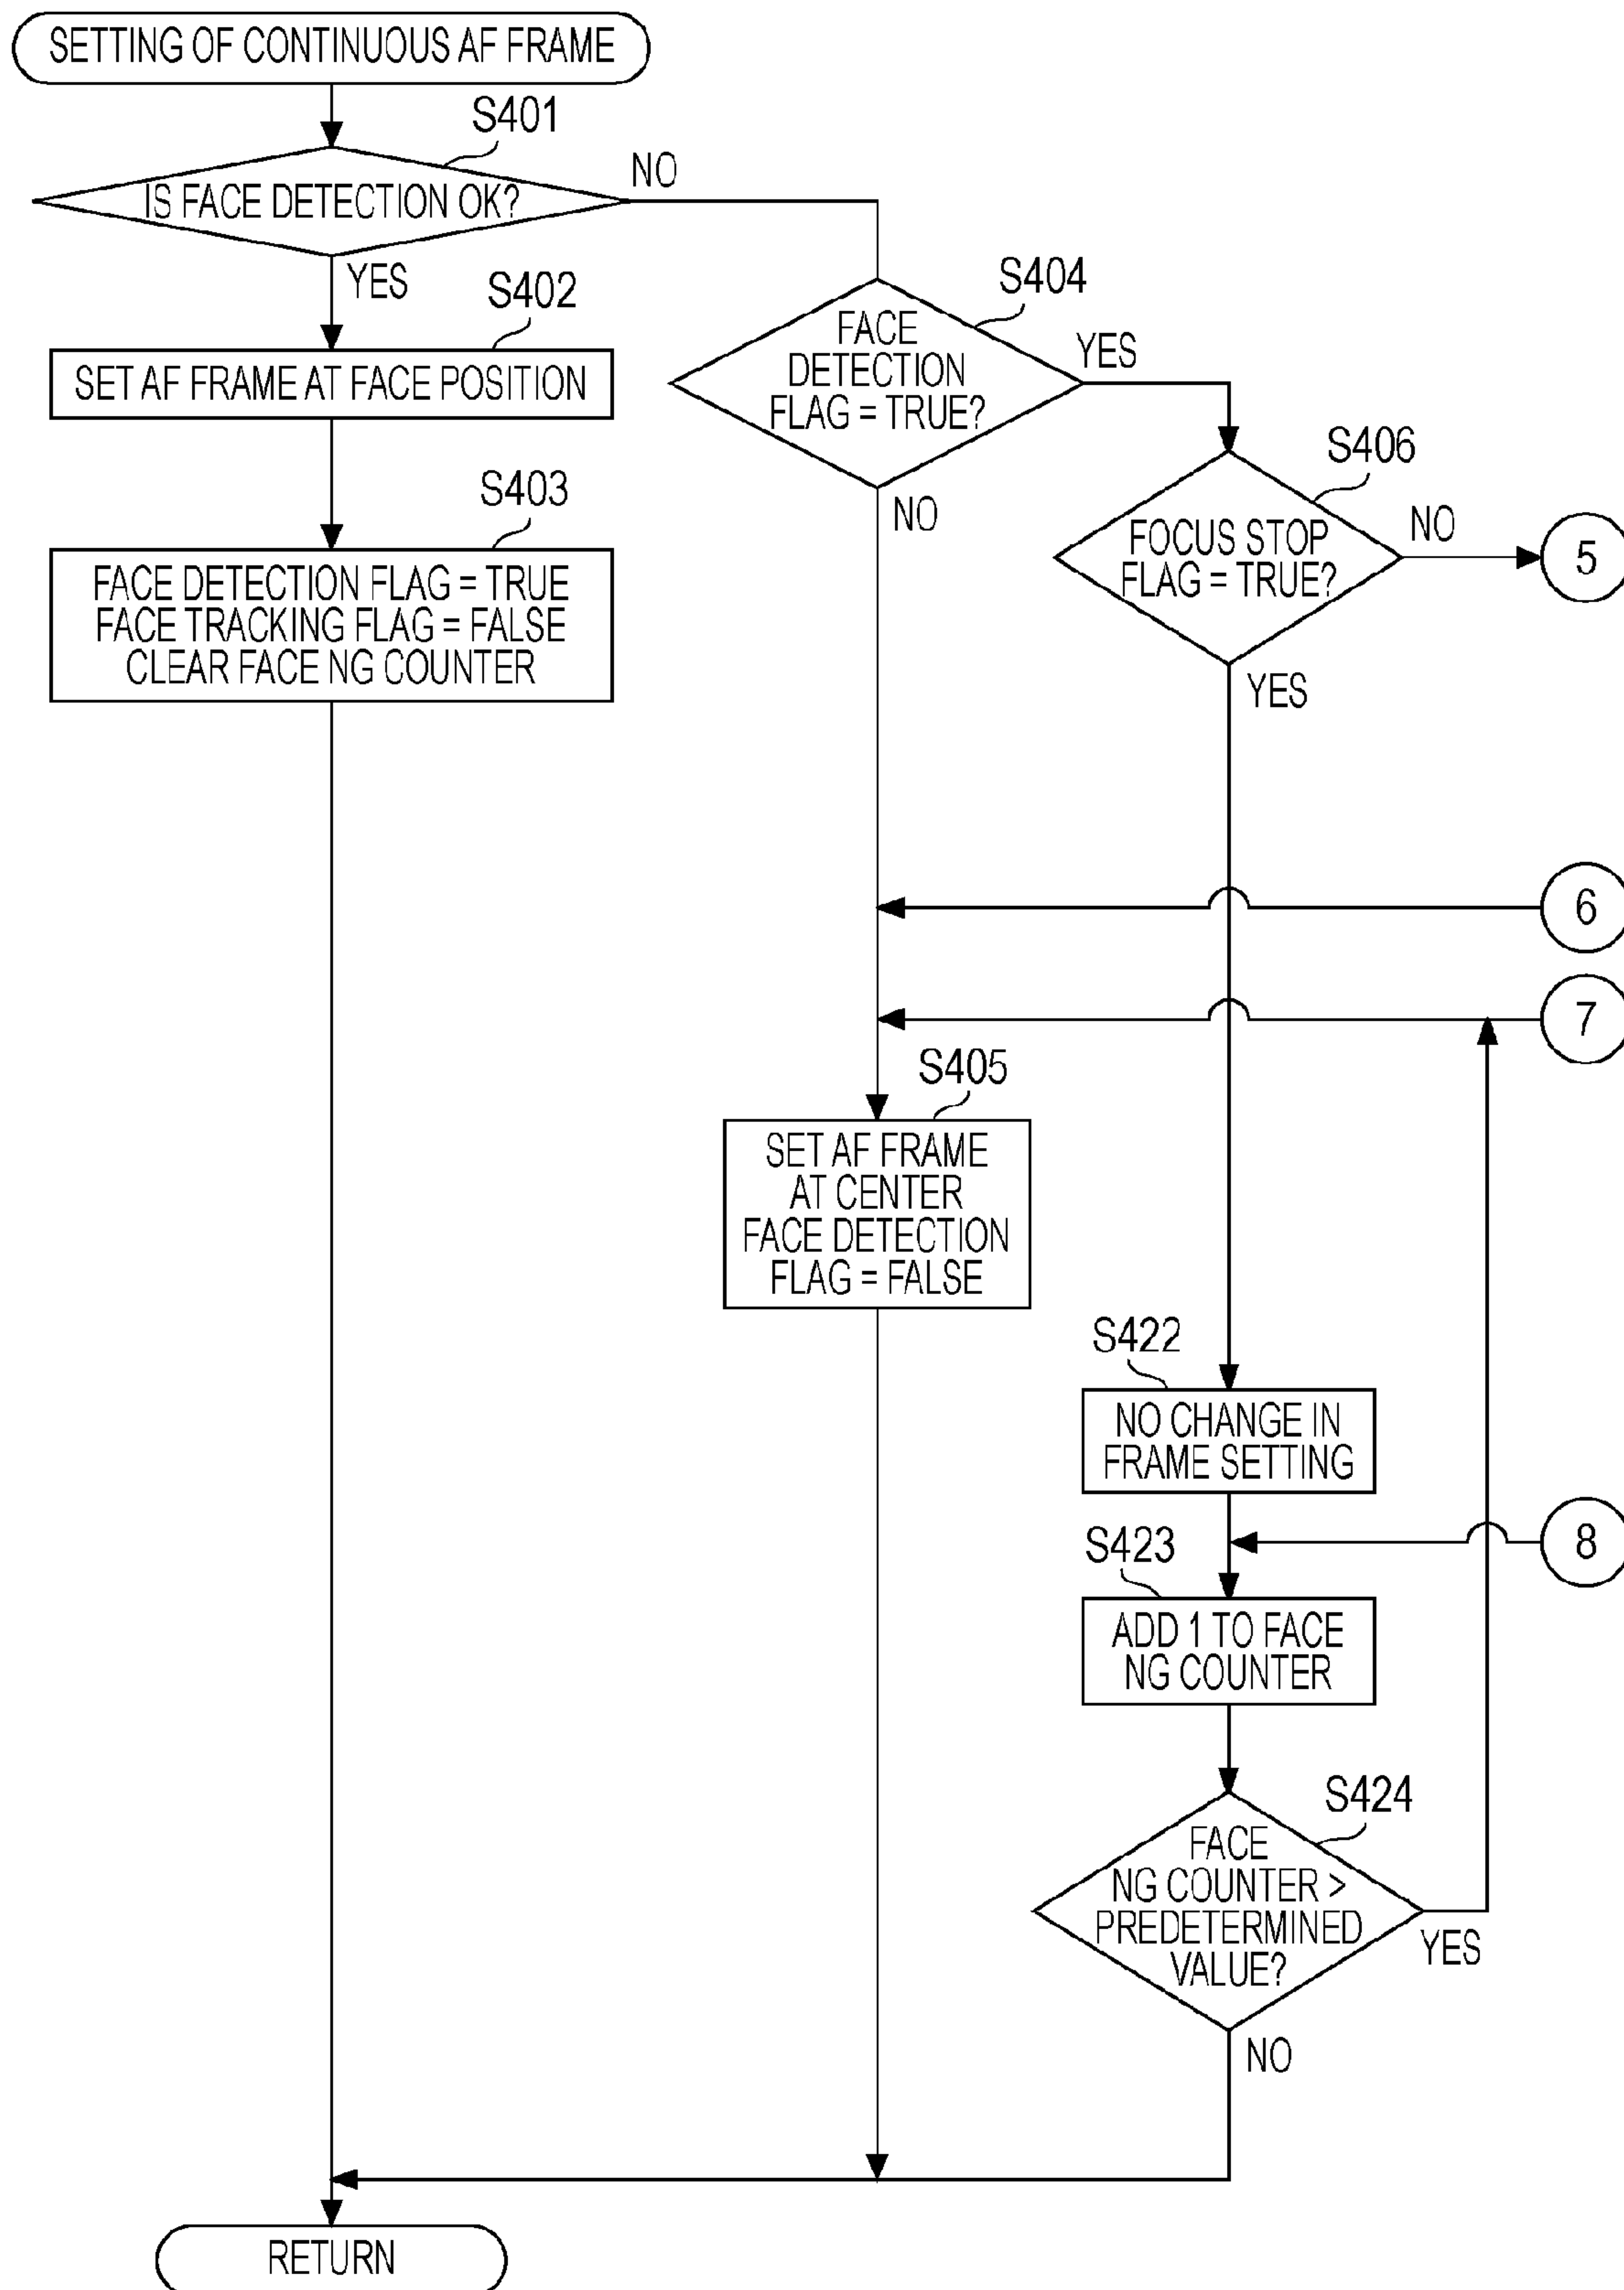 SETTING OF CONTINUOUS AF FRAME
S401
IS FACE DETECTION OK?
NO
YES
S402
SET AF FRAME AT FACE POSITION
S403
FACE DETECTION FLAG = TRUE
FACE TRACKING FLAG = FALSE
CLEAR FACE NG COUNTER
S404
FACE
DETECTION
FLAG = TRUE?
YES
NO
S406
FOCUS STOP
FLAG = TRUE?
NO
5
YES
6
7
S405
SET AF FRAME
AT CENTER
FACE DETECTION
FLAG = FALSE
S422
NO CHANGE IN
FRAME SETTING
8
S423
ADD 1 TO FACE
NG COUNTER
S424
FACE
NG COUNTER >
PREDETERMINED
VALUE?
YES
NO
RETURN